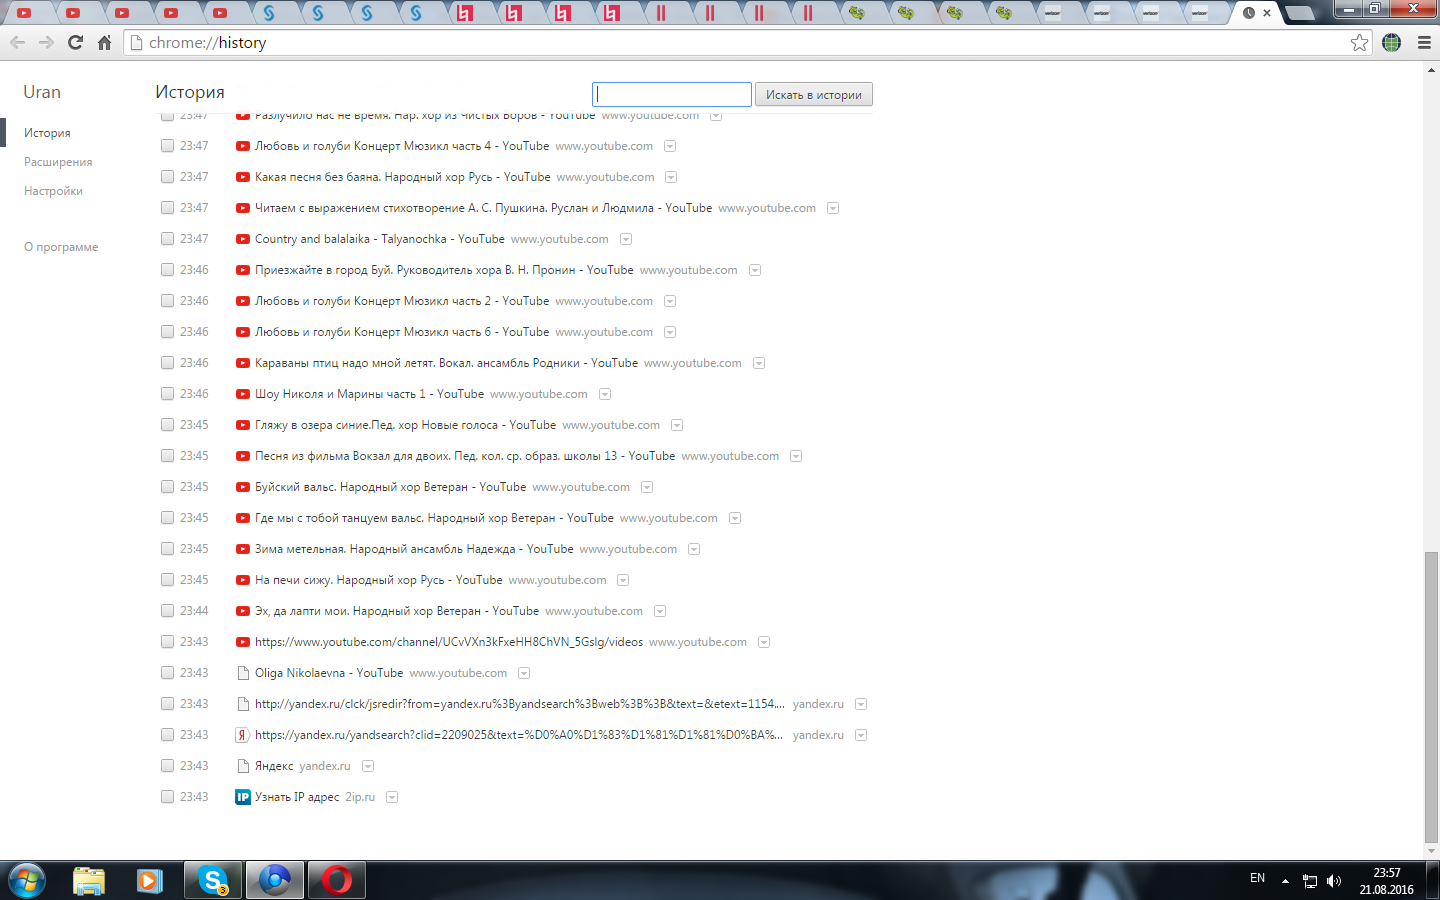 chrome://history
Uran
История
Расширения
Настройки
О программе
История
Искать в истории
23:47 Разлучило нас не время. Нар. хор из Чистых Боров - YouTube www.youtube.com
23:47 Любовь и голуби Концерт Мюзикл часть 4 - YouTube www.youtube.com
23:47 Какая песня без баяна. Народный хор Русь - YouTube www.youtube.com
23:47 Читаем с выражением стихотворение А. С. Пушкина. Руслан и Людмила - YouTube www.youtube.com
23:47 Country and balalaika - Talyanochka - YouTube www.youtube.com
23:46 Приезжайте в город Буй. Руководитель хора В. Н. Пронин - YouTube www.youtube.com
23:46 Любовь и голуби Концерт Мюзикл часть 2 - YouTube www.youtube.com
23:46 Любовь и голуби Концерт Мюзикл часть 6 - YouTube www.youtube.com
23:46 Караваны птиц надо мной летят. Вокал. ансамбль Родники - YouTube www.youtube.com
23:46 Шоу Николя и Марины часть 1 - YouTube www.youtube.com
23:45 Гляжу в озера синие.Пед. хор Новые голоса - YouTube www.youtube.com
23:45 Песня из фильма Вокзал для двоих. Пед. кол. ср. образ. школы 13 - YouTube www.youtube.com
23:45 Буйский вальс. Народный хор Ветеран - YouTube www.youtube.com
23:45 Где мы с тобой танцуем вальс. Народный хор Ветеран - YouTube www.youtube.com
23:45 Зима метельная. Народный ансамбль Надежда - YouTube www.youtube.com
23:45 На печи сижу. Народный хор Русь - YouTube www.youtube.com
23:44 Эх, да лапти мои. Народный хор Ветеран - YouTube www.youtube.com
23:43 https://www.youtube.com/channel/UCvVXn3kFxeHH8ChVN_5GsIg/videos www.youtube.com
23:43 Oliga Nikolaevna - YouTube www.youtube.com
23:43 http://yandex.ru/clck/jsredir?from=yandex.ru%3Byandsearch%3Bweb%3B%3B&text=&etext=1154.... yandex.ru
23:43 Я https://yandex.ru/yandsearch?clid=2209025&text=%D0%A0%D1%83%D1%81%D1%81%D0%BA%... yandex.ru
23:43 Яндекс yandex.ru
23:43 IP Узнать IP адрес 2ip.ru
3
EN
23:57
21.08.2016